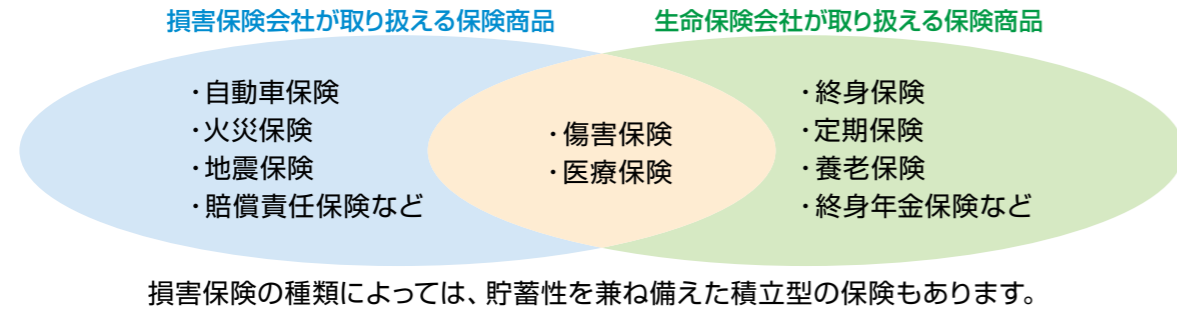 損害保険会社が取り扱える保険商品
生命保険会社が取り扱える保険商品
・自動車保険
・火災保険
・地震保険
・賠償責任保険など
・傷害保険
・医療保険
・終身保険
・定期保険
・養老保険
・終身年金保険など
損害保険の種類によっては、貯蓄性を兼ね備えた積立型の保険もあります。